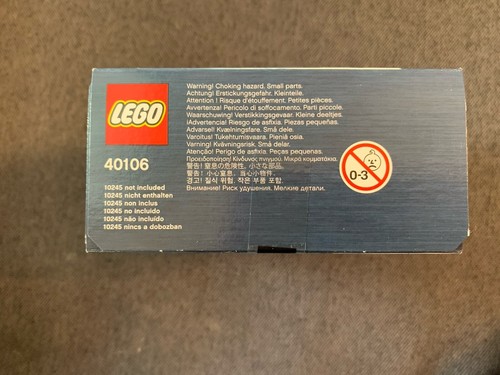 LEGO
40106
10245 not included
10245 nicht enthalten
10245 non inclus
10245 no incluido
10245 não incluído
10245 nincs a dobozban
Warning! Choking hazard. Small parts.
Achtung! Erstickungsgefahr. Kleinteile.
Attention ! Risque d'étouffement. Petites pièces.
Avvertenza! Pericolo di soffocamento. Parti piccole.
Waarschuwing! Verstikkingsgevaar. Kleine deeltjes.
¡Advertencia! Riesgo de asfixia. Piezas pequeñas.
Advarsel! Kvælningsfare. Små dele.
Varoitus! Tukehtumisvaara. Pieniä osia.
Varning! Kvävningsrisk. Små delar.
Atenção! Perigo de asfixia. Peças pequenas.
Προειδοποίηση! Κίνδυνος πνιγμού. Μικρά κομματάκια.
警告! 窒息の危険性。小さな部品。
警告! 小心窒息。当心小物件。
경고! 질식 위험. 작은 부품 포함.
Внимание! Риск удушения. Мелкие детали.
0-3